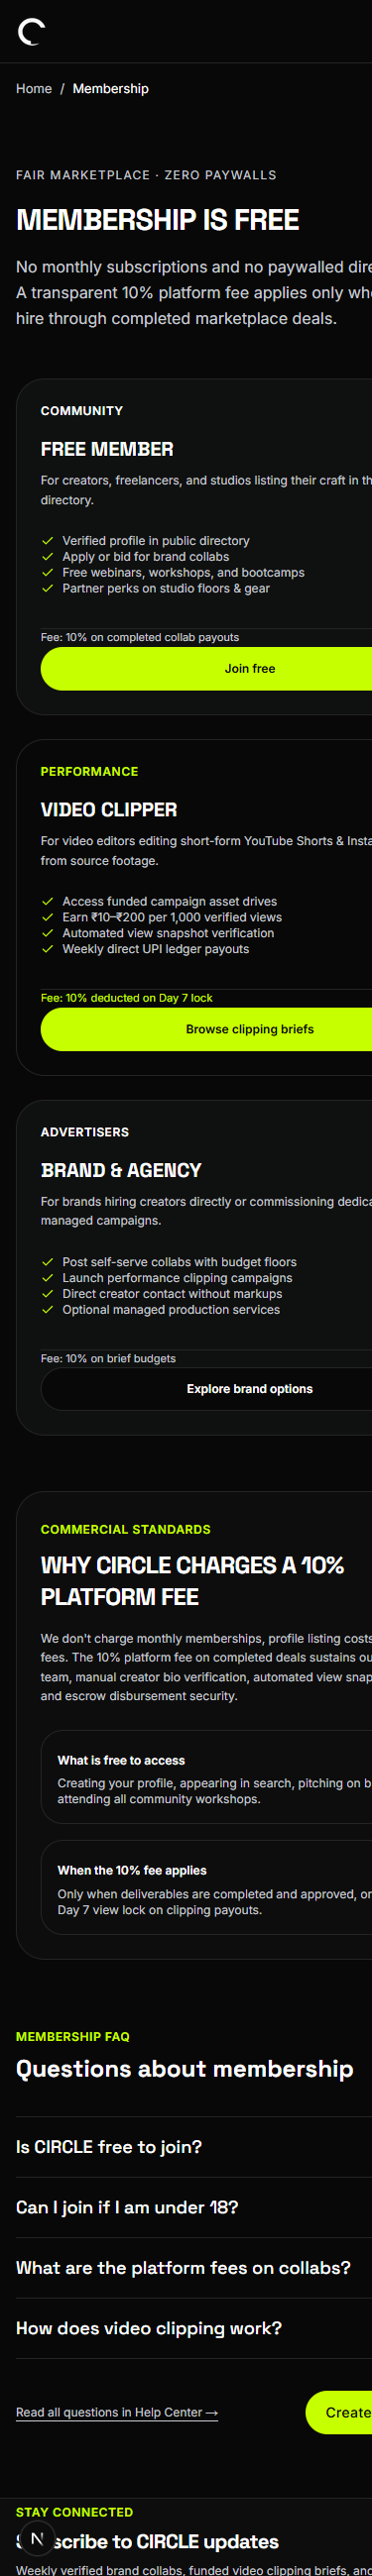 Home / Membership
FAIR MARKETPLACE · ZERO PAYWALLS
MEMBERSHIP IS FREE
No monthly subscriptions and no paywalled
A transparent 10% platform fee applies only
hire through completed marketplace deals.
COMMUNITY
FREE MEMBER
For creators, freelancers, and studios listing their craft in
directory.
Verified profile in public directory
Apply or bid for brand collabs
Free webinars, workshops, and bootcamps
Partner perks on studio floors & gear
Fee: 10% on completed collab payouts
Join free
PERFORMANCE
VIDEO CLIPPER
For video editors editing short-form YouTube Shorts &
from source footage.
Access funded campaign asset drives
Earn ₹10–₹200 per 1,000 verified views
Automated view snapshot verification
Weekly direct UPI ledger payouts
Fee: 10% deducted on Day 7 lock
Browse clipping briefs
ADVERTISERS
BRAND & AGENCY
For brands hiring creators directly or commissioning
managed campaigns.
Post self-serve collabs with budget floors
Launch performance clipping campaigns
Direct creator contact without markups
Optional managed production services
Fee: 10% on brief budgets
Explore brand options
COMMERCIAL STANDARDS
WHY CIRCLE CHARGES A 10%
PLATFORM FEE
We don't charge monthly memberships, profile listing costs
fees. The 10% platform fee on completed deals sustains
team, manual creator bio verification, automated view
and escrow disbursement security.
What is free to access
Creating your profile, appearing in search, pitching on
attending all community workshops.
When the 10% fee applies
Only when deliverables are completed and approved,
Day 7 view lock on clipping payouts.
MEMBERSHIP FAQ
Questions about membership
Is CIRCLE free to join?
Can I join if I am under 18?
What are the platform fees on collabs?
How does video clipping work?
Read all questions in Help Center →
Create
STAY CONNECTED
N
to CIRCLE updates
Weekly verified brand collabs, funded video clipping briefs,